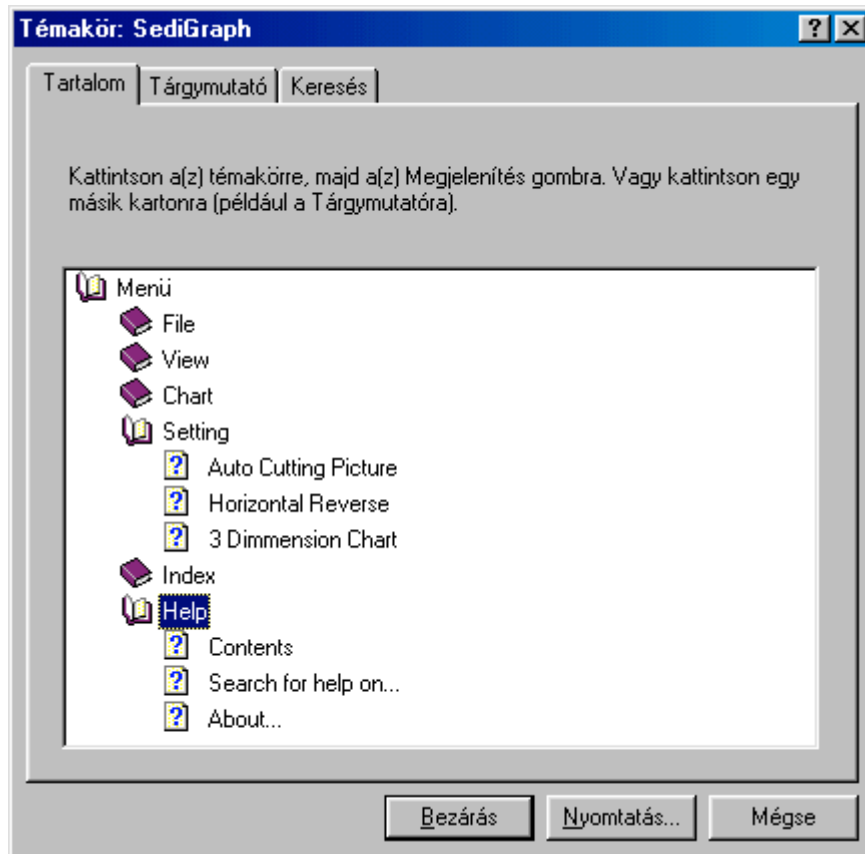 Témakör: SediGraph
Tartalom Tárgymutató Keresés
Kattintson a(z) témakörre, majd a(z) Megjelenítés gombra. Vagy kattintson egy
másik kartonra (például a Tárgymutatóra).
Menü
File
View
Chart
Setting
Auto Cutting Picture
Horizontal Reverse
3 Dimmension Chart
Index
Help
Contents
Search for help on...
About...
Bezárás Nyomtatás... Mégse